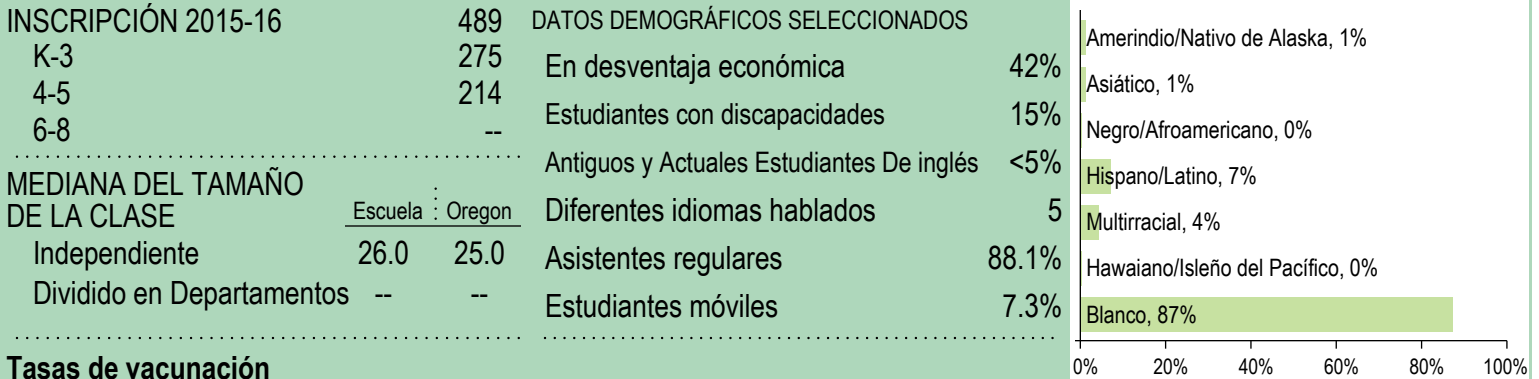 INSCRIPCIÓN 2015-16 489
K-3 275
4-5 214
6-8 --
MEDIANA DEL TAMAÑO
DE LA CLASE Escuela Oregon
Independiente 26.0 25.0
Dividido en Departamentos -- --
Tasas de vacunación
DATOS DEMOGRÁFICOS SELECCIONADOS
En desventaja económica 42%
Estudiantes con discapacidades 15%
Antiguos y Actuales Estudiantes De inglés <5%
Diferentes idiomas hablados 5
Asistentes regulares 88.1%
Estudiantes móviles 7.3%
Amerindio/Nativo de Alaska, 1%
Asiático, 1%
Negro/Afroamericano, 0%
Hispano/Latino, 7%
Multirracial, 4%
Hawaiano/Isleño del Pacífico, 0%
Blanco, 87%
0% 20% 40% 60% 80% 100%